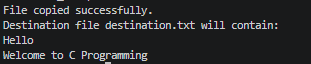 File copied successfully.
Destination file destination.txt will contain:
Hello
Welcome to C Programming